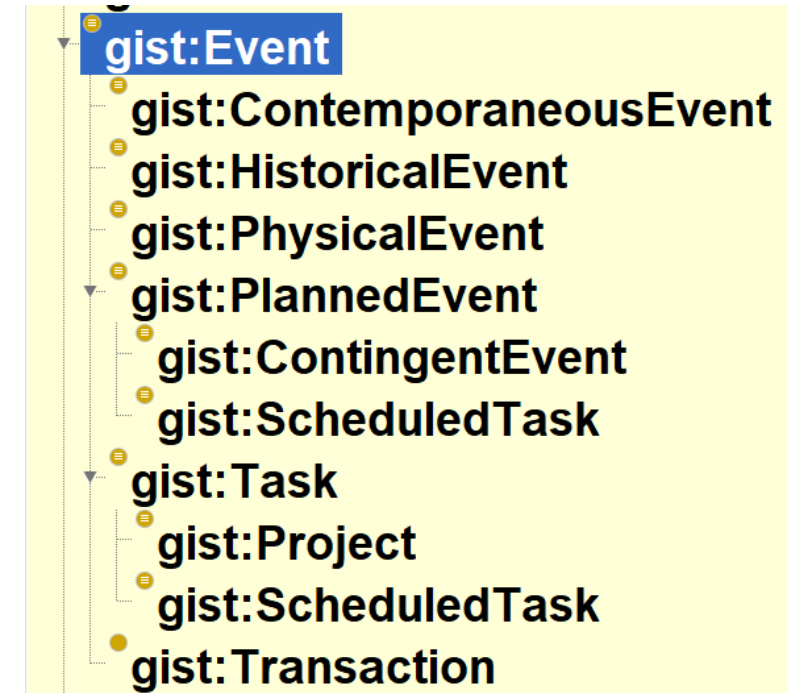 gist:Event
gist:ContemporaneousEvent
gist:HistoricalEvent
gist:PhysicalEvent
gist:PlannedEvent
gist:ContingentEvent
gist:ScheduledTask
gist:Task
gist:Project
gist:ScheduledTask
gist:Transaction